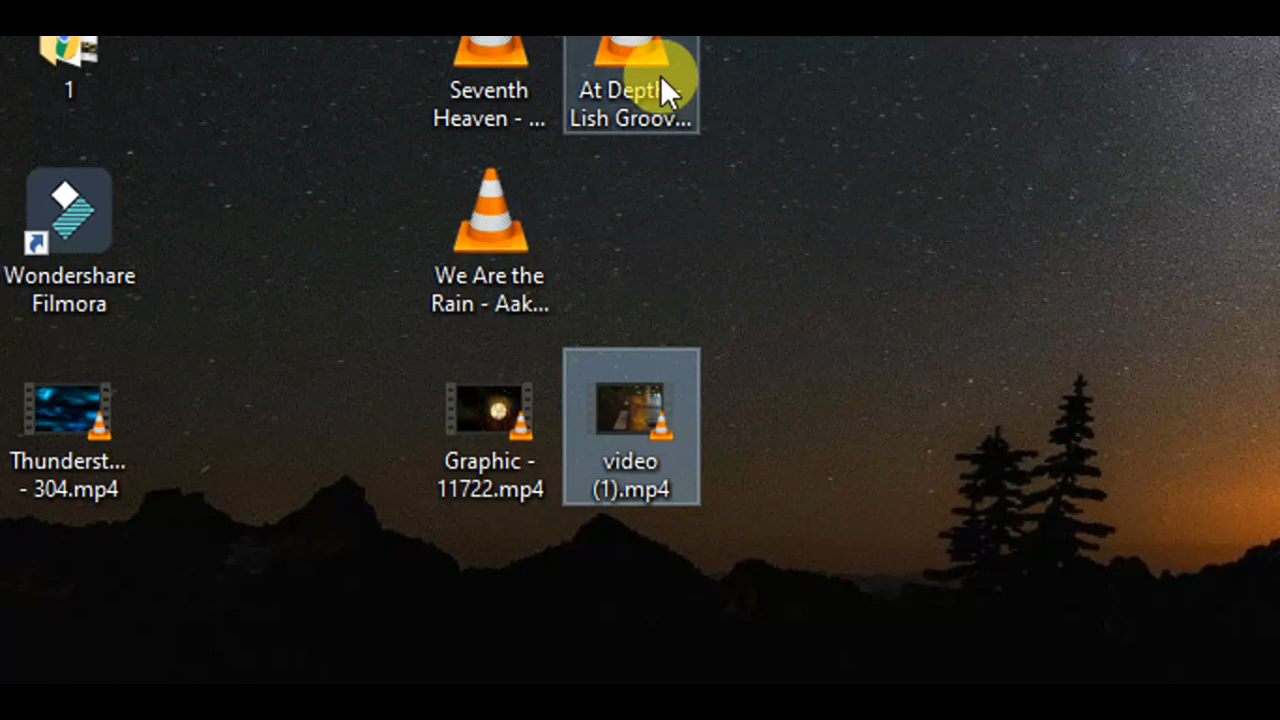 1
Seventh
Heaven - ...
At Depth -
Lish Groov...
Wondershare
Filmora
We Are the
Rain - Aak...
Thunderst...
- 304.mp4
Graphic -
11722.mp4
video
(1).mp4